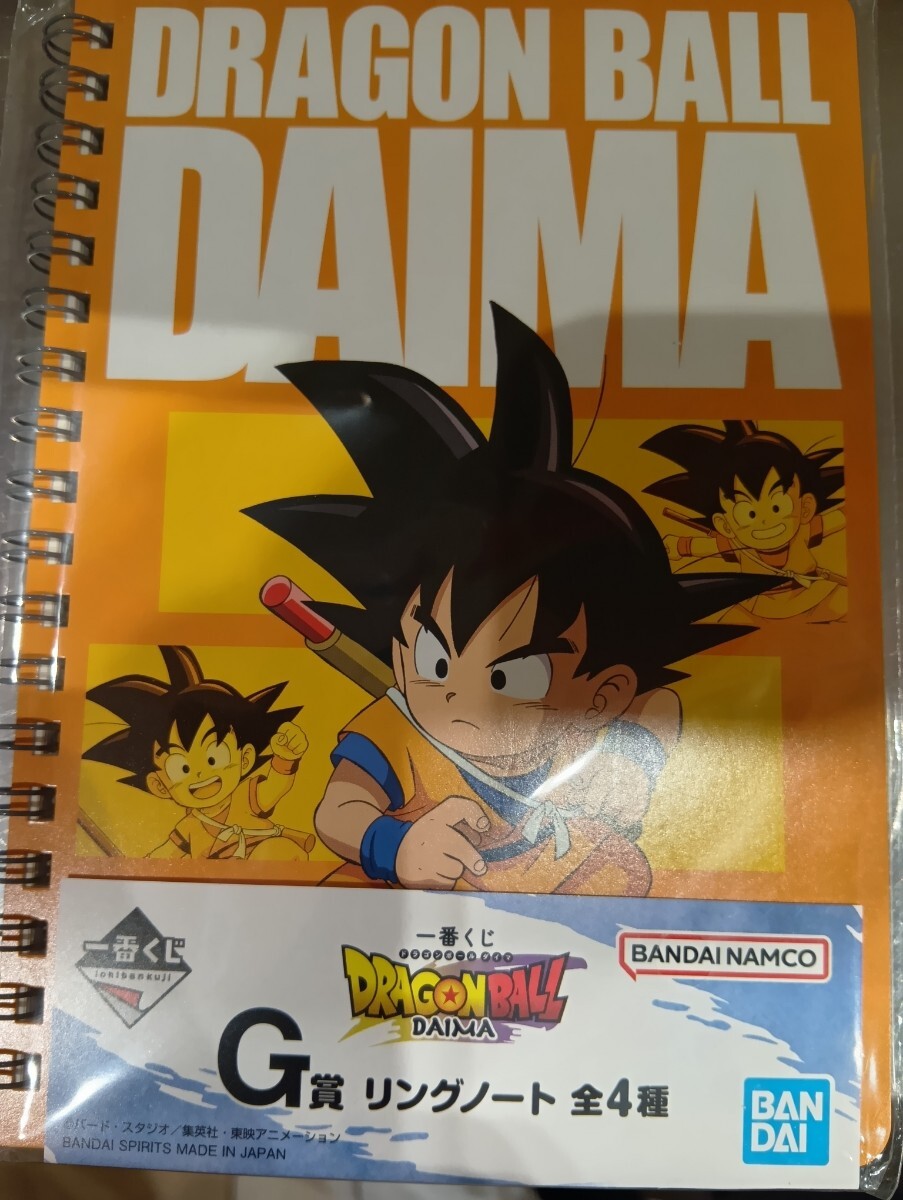 DRAGON BALL
DAIMA
一番くじ
ichibankuji
一番くじ
ドラゴンボールダイマ
DRAGON BALL
DAIMA
BANDAI NAMCO
G賞 リングノート 全4種
©バード・スタジオ／集英社・東映アニメーション
BANDAI SPIRITS MADE IN JAPAN
BAN
DAI